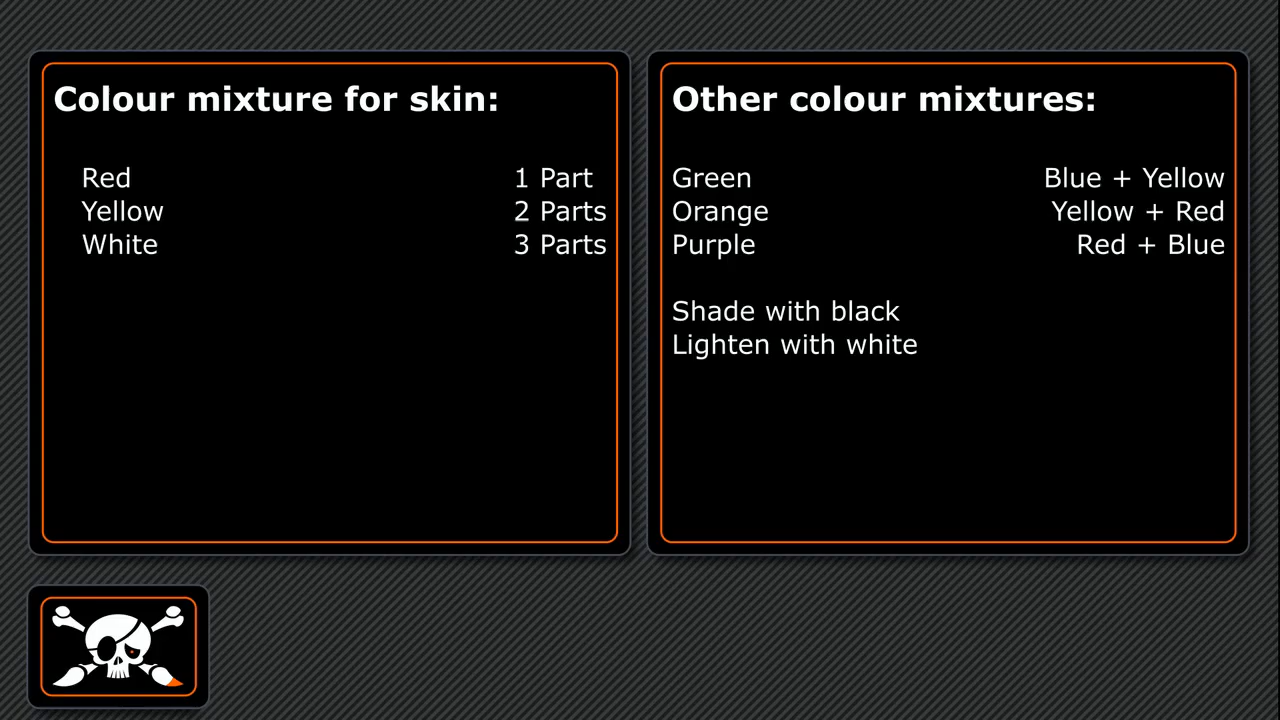 Colour mixture for skin:
Red 1 Part
Yellow 2 Parts
White 3 Parts
Other colour mixtures:
Green Blue + Yellow
Orange Yellow + Red
Purple Red + Blue
Shade with black
Lighten with white